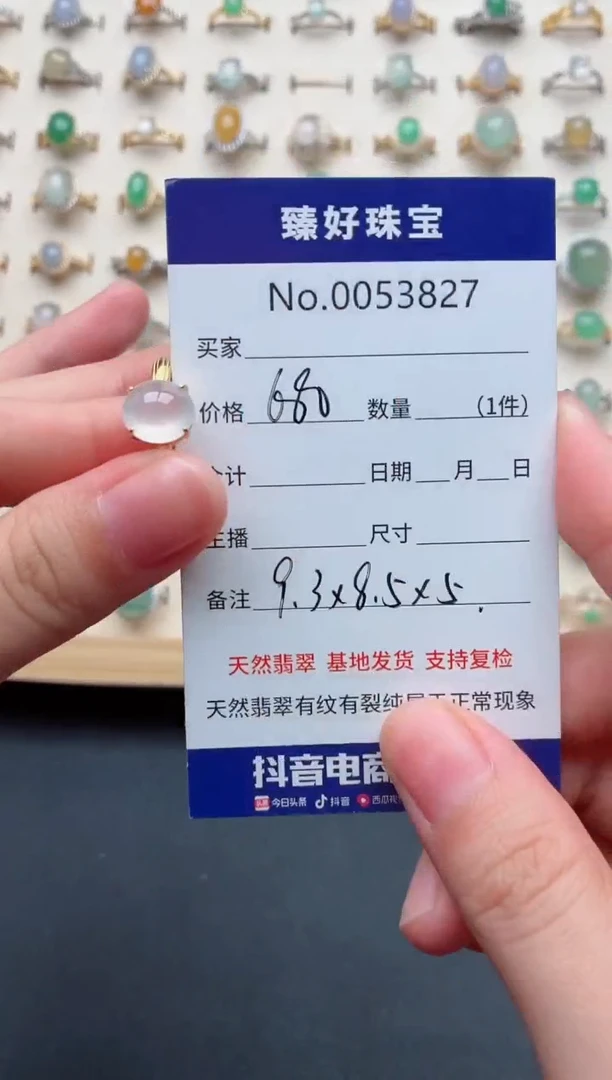 臻好珠宝
No.0053827
买家
价格 680 数量 (1件)
计 日期 月 日
主播 尺寸
备注 9.3x8.5x5.
天然翡翠 基地发货 支持复检
天然翡翠有纹有裂纯属于正常现象
抖音电商
头条 今日头条 抖音 西瓜视